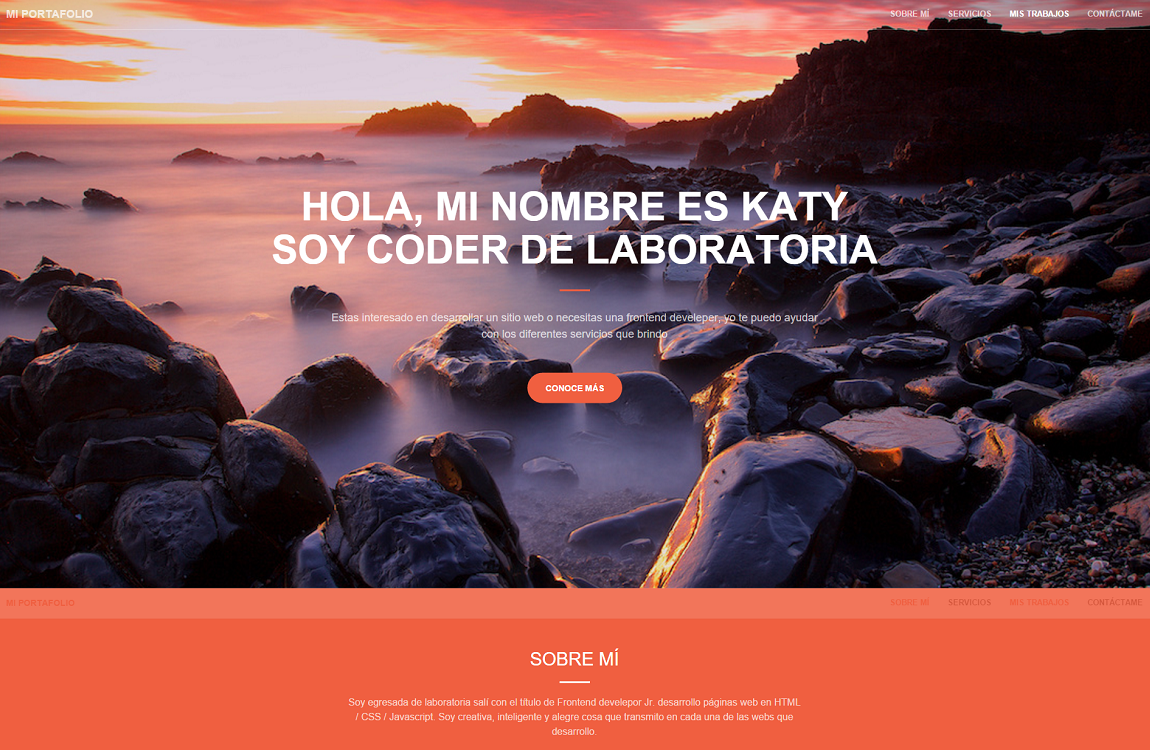 MI PORTAFOLIO
SOBRE MÍ SERVICIOS MIS TRABAJOS CONTÁCTAME
HOLA, MI NOMBRE ES KATY
SOY CODER DE LABORATORIA
Estas interesado en desarrollar un sitio web o necesitas una frontend develeper, yo te puedo ayudar
con los diferentes servicios que brindo
CONOCE MÁS
MI PORTAFOLIO
SOBRE MÍ SERVICIOS MIS TRABAJOS CONTÁCTAME
SOBRE MÍ
Soy egresada de laboratoria salí con el título de Frontend develepor Jr. desarrollo páginas web en HTML
/ CSS / Javascript. Soy creativa, inteligente y alegre cosa que transmito en cada una de las webs que
desarrollo.